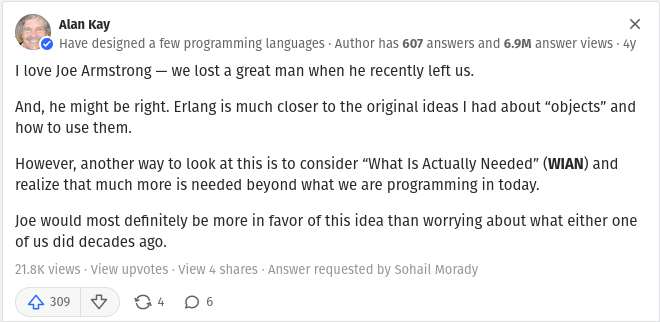 Alan Kay
Have designed a few programming languages · Author has 607 answers and 6.9M answer views · 4y
I love Joe Armstrong — we lost a great man when he recently left us.
And, he might be right. Erlang is much closer to the original ideas I had about “objects” and
how to use them.
However, another way to look at this is to consider “What Is Actually Needed” (WIAN) and
realize that much more is needed beyond what we are programming in today.
Joe would most definitely be more in favor of this idea than worrying about what either one
of us did decades ago.
21.8K views · View upvotes · View 4 shares · Answer requested by Sohail Morady
309 4 6